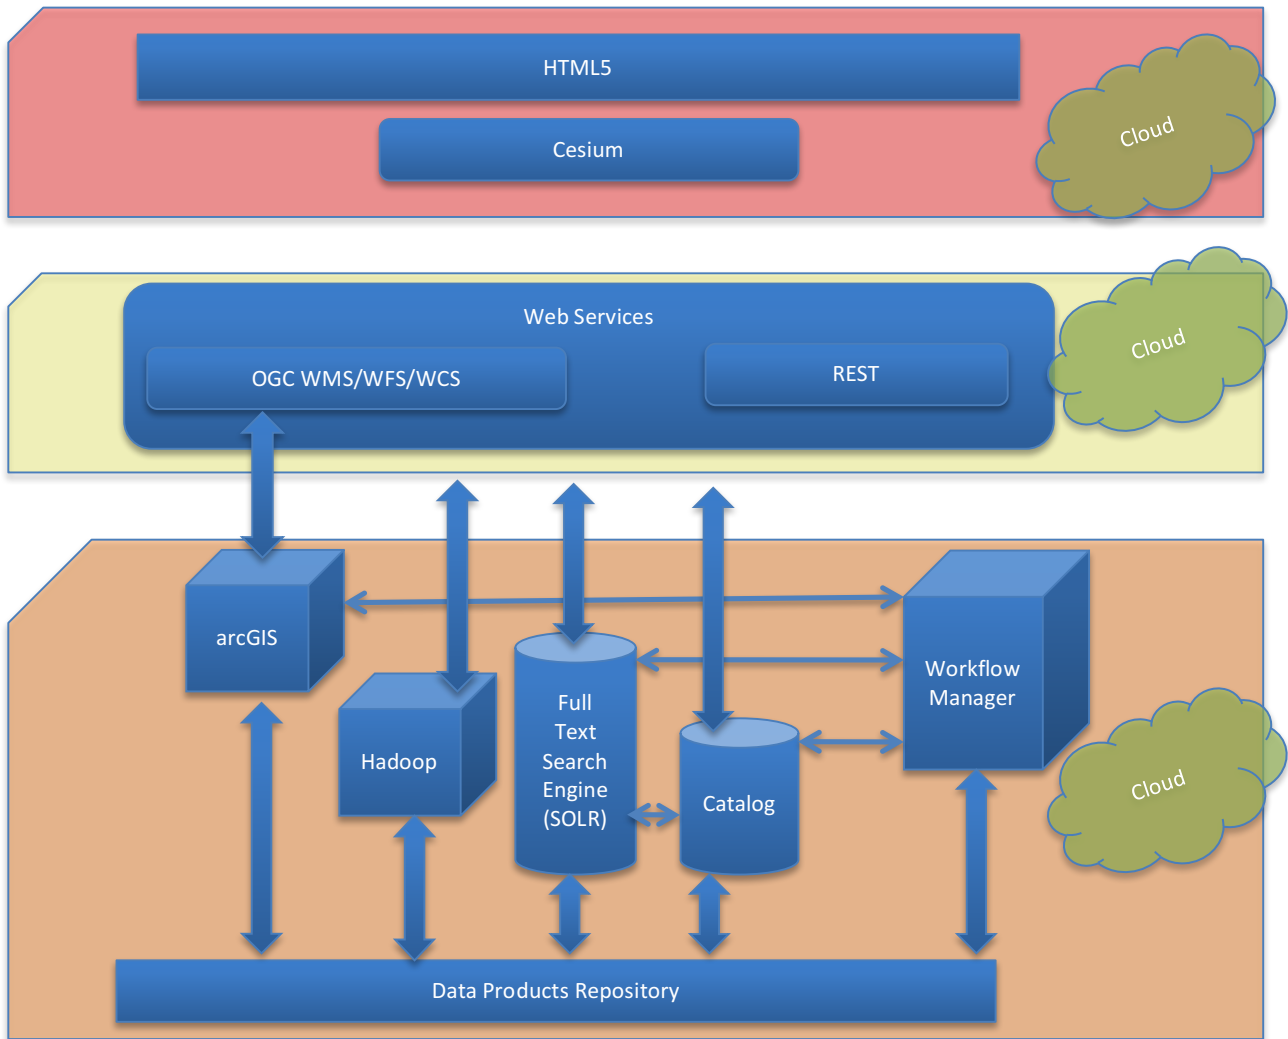 HTML5
Cesium
Cloud
Web Services
OGC WMS/WFS/WCS
REST
Cloud
arcGIS
Hadoop
Full
Text
Search
Engine
(SOLR)
Catalog
Workflow
Manager
Cloud
Data Products Repository